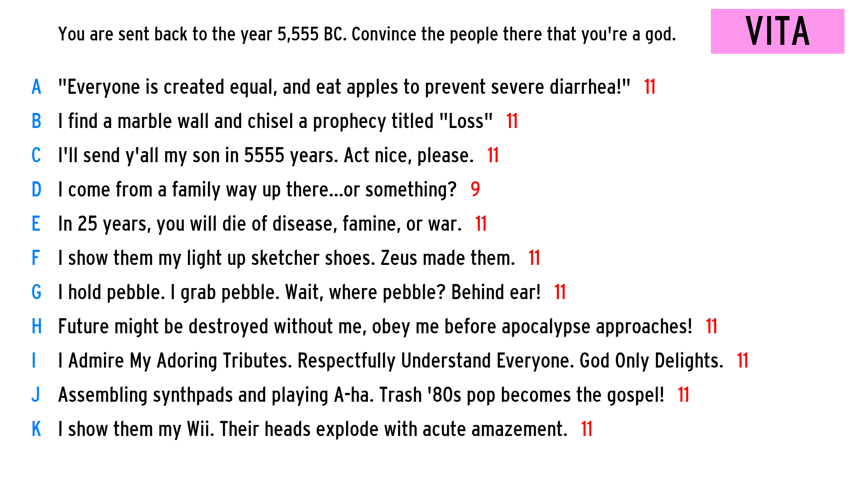 You are sent back to the year 5,555 BC. Convince the people there that you're a god.
VITA
A "Everyone is created equal, and eat apples to prevent severe diarrhea!" 11
B I find a marble wall and chisel a prophecy titled "Loss" 11
C I'll send y'all my son in 5555 years. Act nice, please. 11
D I come from a family way up there...or something? 9
E In 25 years, you will die of disease, famine, or war. 11
F I show them my light up sketcher shoes. Zeus made them. 11
G I hold pebble. I grab pebble. Wait, where pebble? Behind ear! 11
H Future might be destroyed without me, obey me before apocalypse approaches! 11
I I Admire My Adoring Tributes. Respectfully Understand Everyone. God Only Delights. 11
J Assembling synthpads and playing A-ha. Trash '80s pop becomes the gospel! 11
K I show them my Wii. Their heads explode with acute amazement. 11